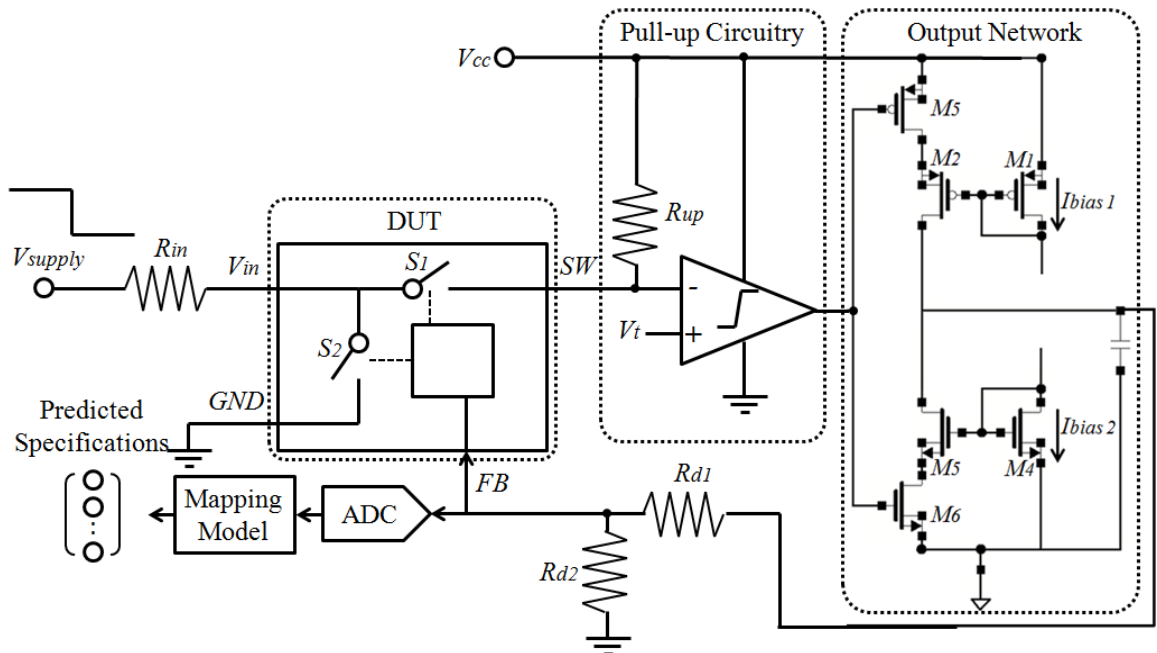 Pull-up Circuitry
Output Network
Vcc
M5
M2
M1
Ibias 1
Rup
DUT
Vsupply
Rin
Vin
S1
SW
-
Vt
+
S2
GND
Predicted
Specifications
FB
Rd1
M5
M4
Ibias 2
Mapping
Model
ADC
M6
Rd2